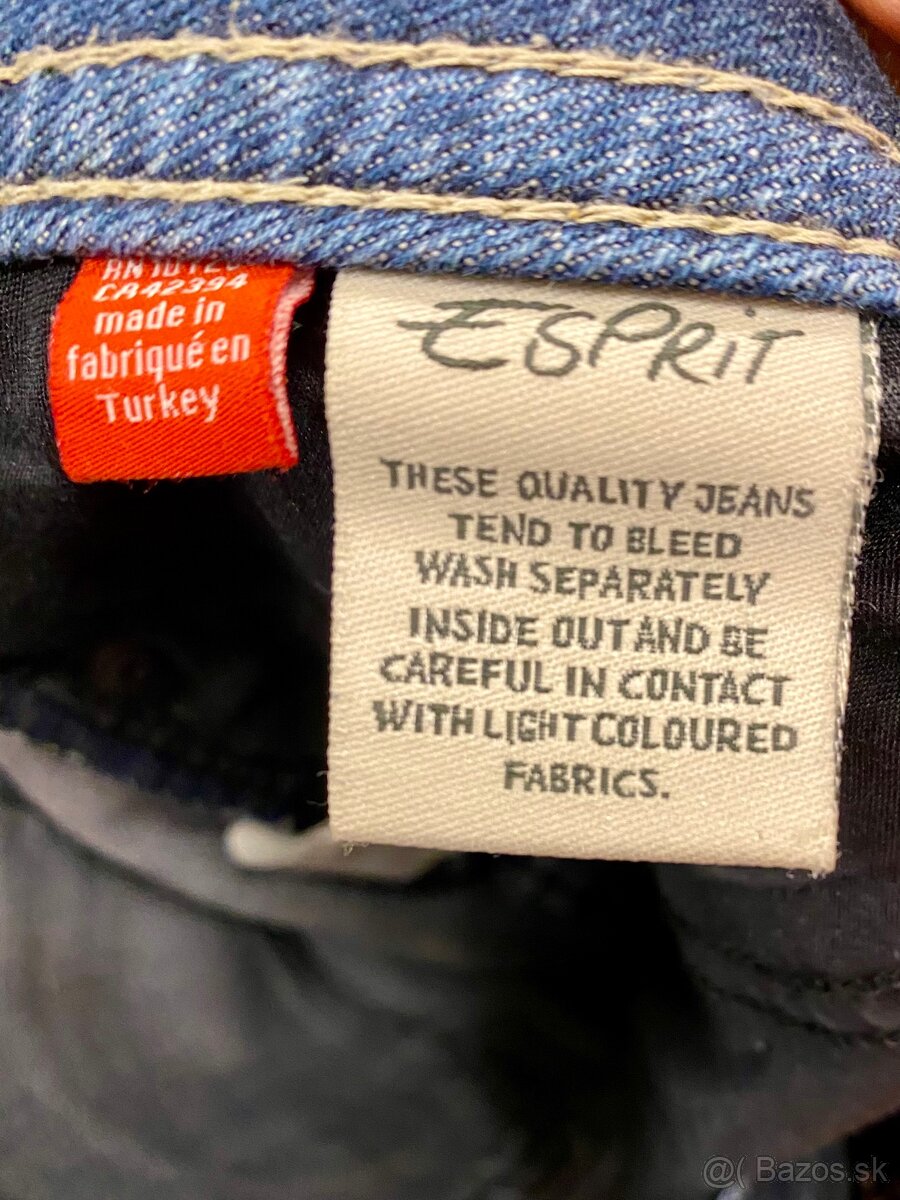 CA42394
made in
fabriqué en
Turkey
ESPRIT
THESE QUALITY JEANS
TEND TO BLEED
WASH SEPARATELY
INSIDE OUT AND BE
CAREFUL IN CONTACT
WITH LIGHT COLOURED
FABRICS.
@( Bazos.sk